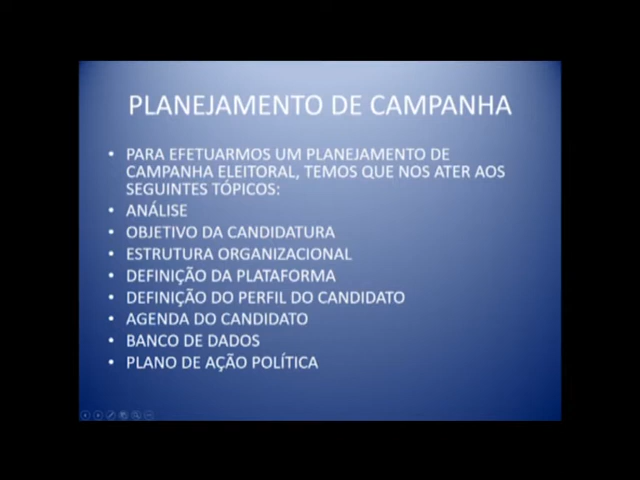 PLANEJAMENTO DE CAMPANHA
• PARA EFETUARMOS UM PLANEJAMENTO DE
CAMPANHA ELEITORAL, TEMOS QUE NOS ATER AOS
SEGUINTES TÓPICOS:
• ANÁLISE
• OBJETIVO DA CANDIDATURA
• ESTRUTURA ORGANIZACIONAL
• DEFINIÇÃO DA PLATAFORMA
• DEFINIÇÃO DO PERFIL DO CANDIDATO
• AGENDA DO CANDIDATO
• BANCO DE DADOS
• PLANO DE AÇÃO POLÍTICA